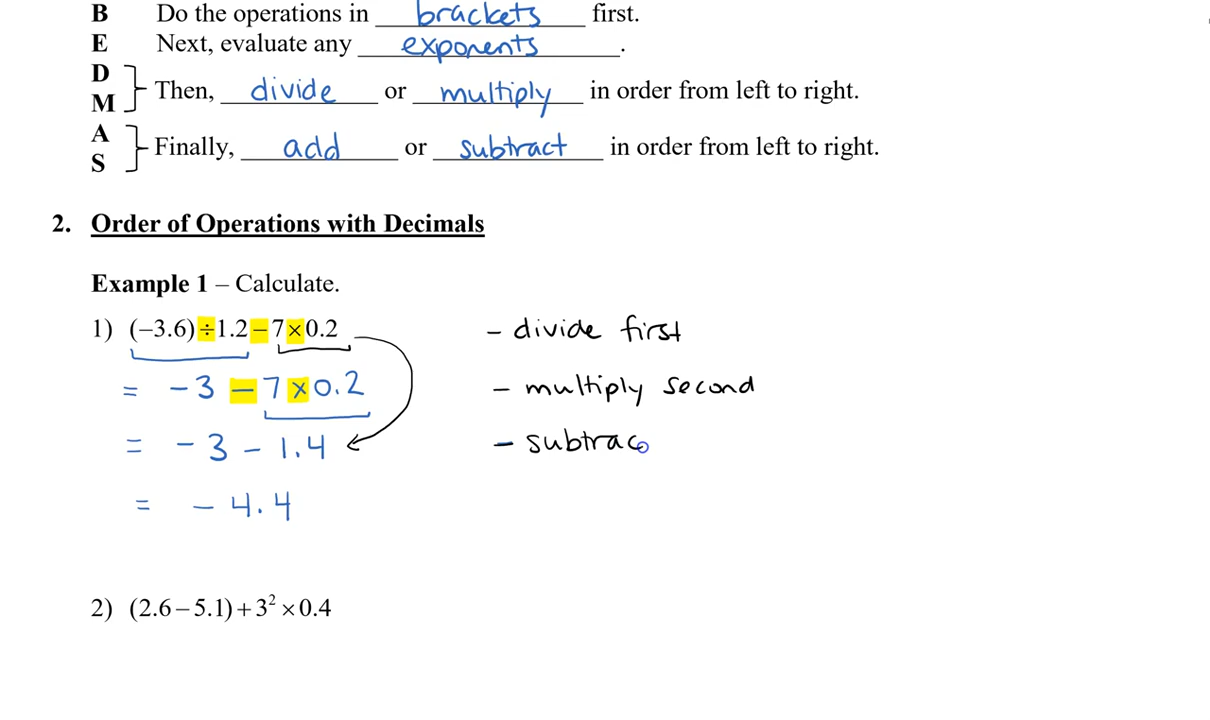 B Do the operations in brackets first.
E Next, evaluate any exponents.
D
M Then, divide or multiply in order from left to right.
A
S Finally, add or subtract in order from left to right.
2. Order of Operations with Decimals
Example 1 – Calculate.
1) (−3.6) ÷ 1.2 − 7 × 0.2 - divide first
= -3 - 7 × 0.2 - multiply second
= -3 - 1.4 - subtrac
= -4.4
2) (2.6 − 5.1) + 3² × 0.4